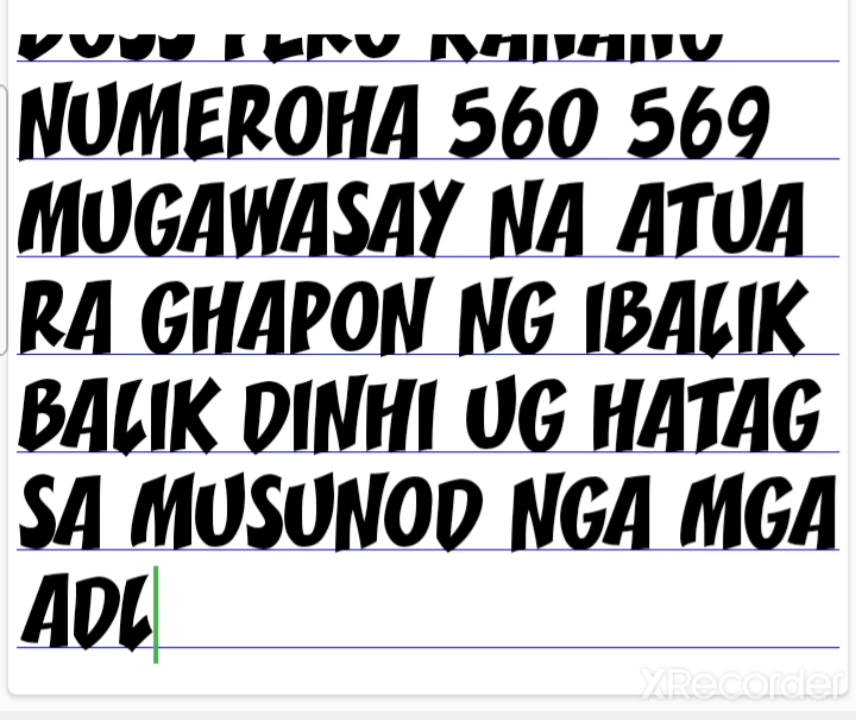 NUMEROHA 560 569
MUGAWASAY NA ATUA
RA GHAPON NG IBALIK
BALIK DINHI UG HATAG
SA MUSUNOD NGA MGA
ADL
XRecorder